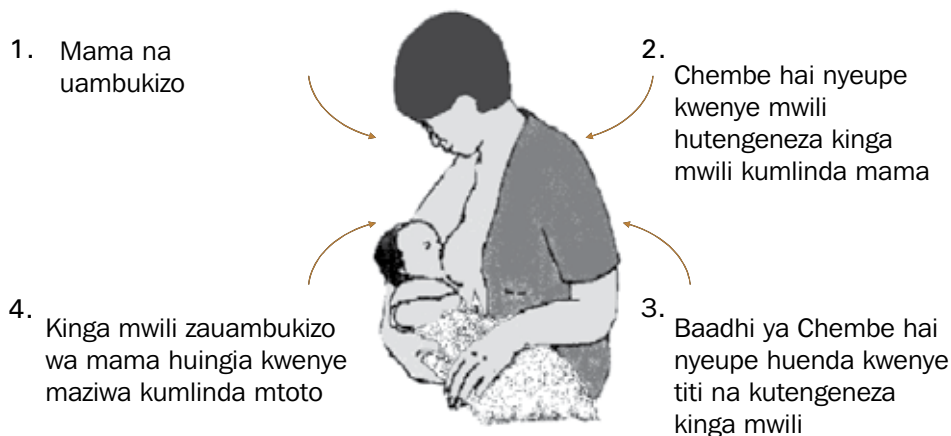 1. Mama na
uambukizo
2.
Chembe hai nyeupe
kwenye mwili
hutengeneza kinga
mwili kumlinda mama
3. Baadhi ya Chembe hai
nyeupe huenda kwenye
titi na kutengeneza
kinga mwili
4. Kinga mwili zauambukizo
wa mama huingia kwenye
maziwa kumlinda mtoto